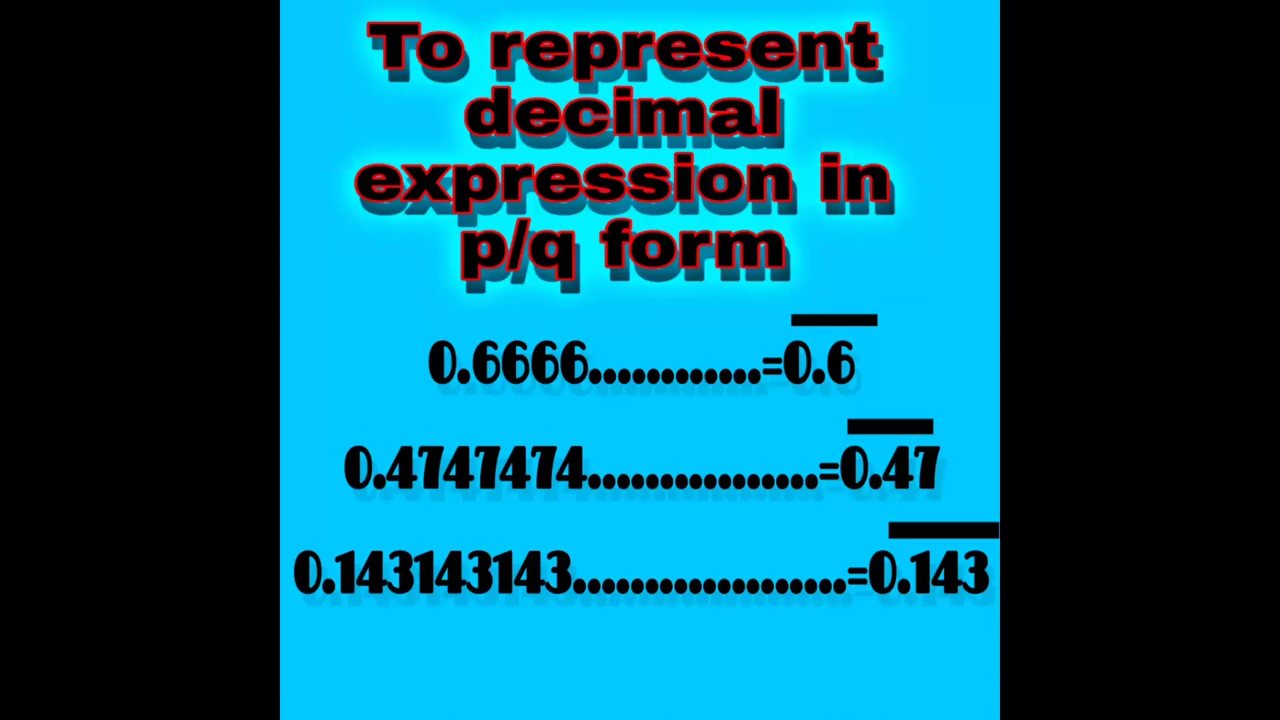 To represent
decimal
expression in
p/q form
0.6666............=0.6
0.4747474................=0.47
0.143143143...................=0.143